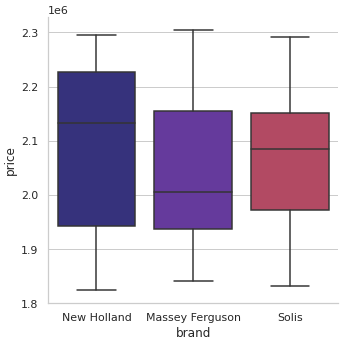 1e6
2.3
2.2
2.1
2.0
1.9
1.8
price
New Holland Massey Ferguson Solis
brand